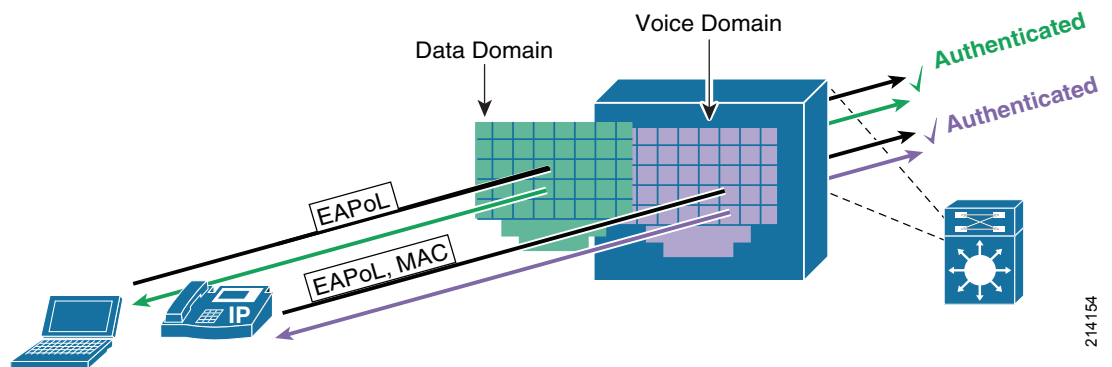 Voice Domain
Data Domain
Authenticated
Authenticated
EAPoL
EAPoL, MAC
IP
214154